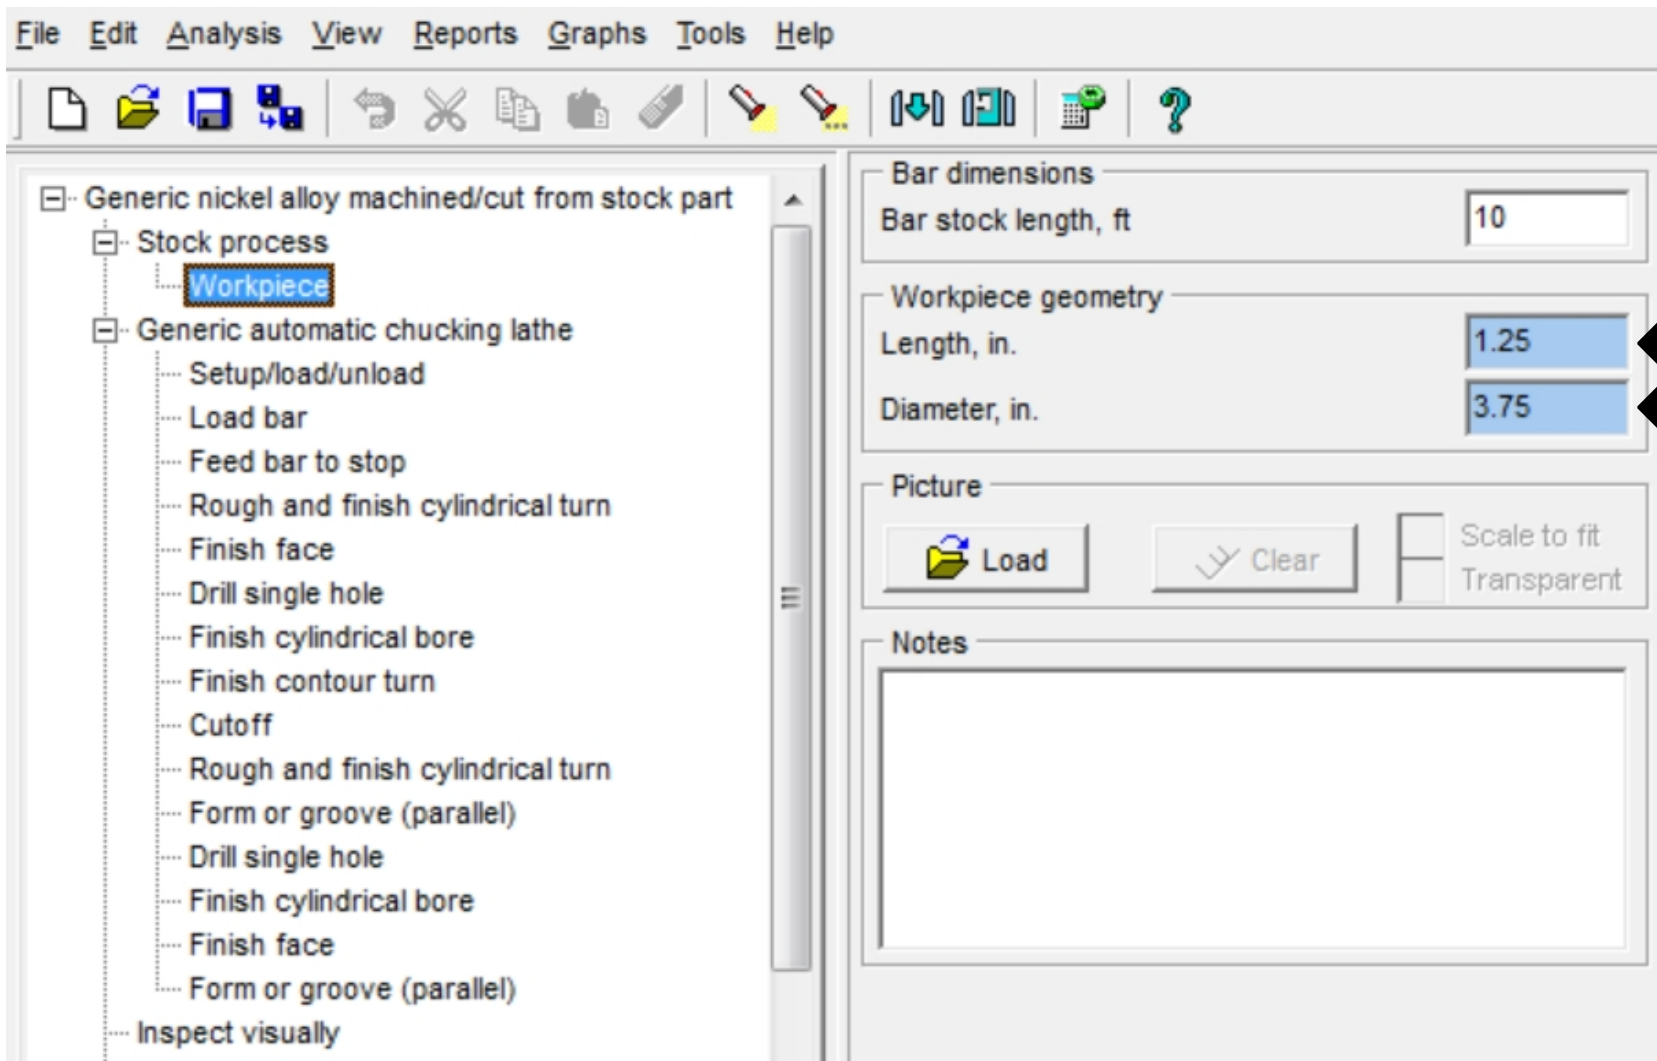 File Edit Analysis View Reports Graphs Tools Help
Generic nickel alloy machined/cut from stock part
Stock process
Workpiece
Generic automatic chucking lathe
Setup/load/unload
Load bar
Feed bar to stop
Rough and finish cylindrical turn
Finish face
Drill single hole
Finish cylindrical bore
Finish contour turn
Cutoff
Rough and finish cylindrical turn
Form or groove (parallel)
Drill single hole
Finish cylindrical bore
Finish face
Form or groove (parallel)
Inspect visually
Bar dimensions
Bar stock length, ft 10
Workpiece geometry
Length, in. 1.25
Diameter, in. 3.75
Picture
Load Clear Scale to fit
Transparent
Notes